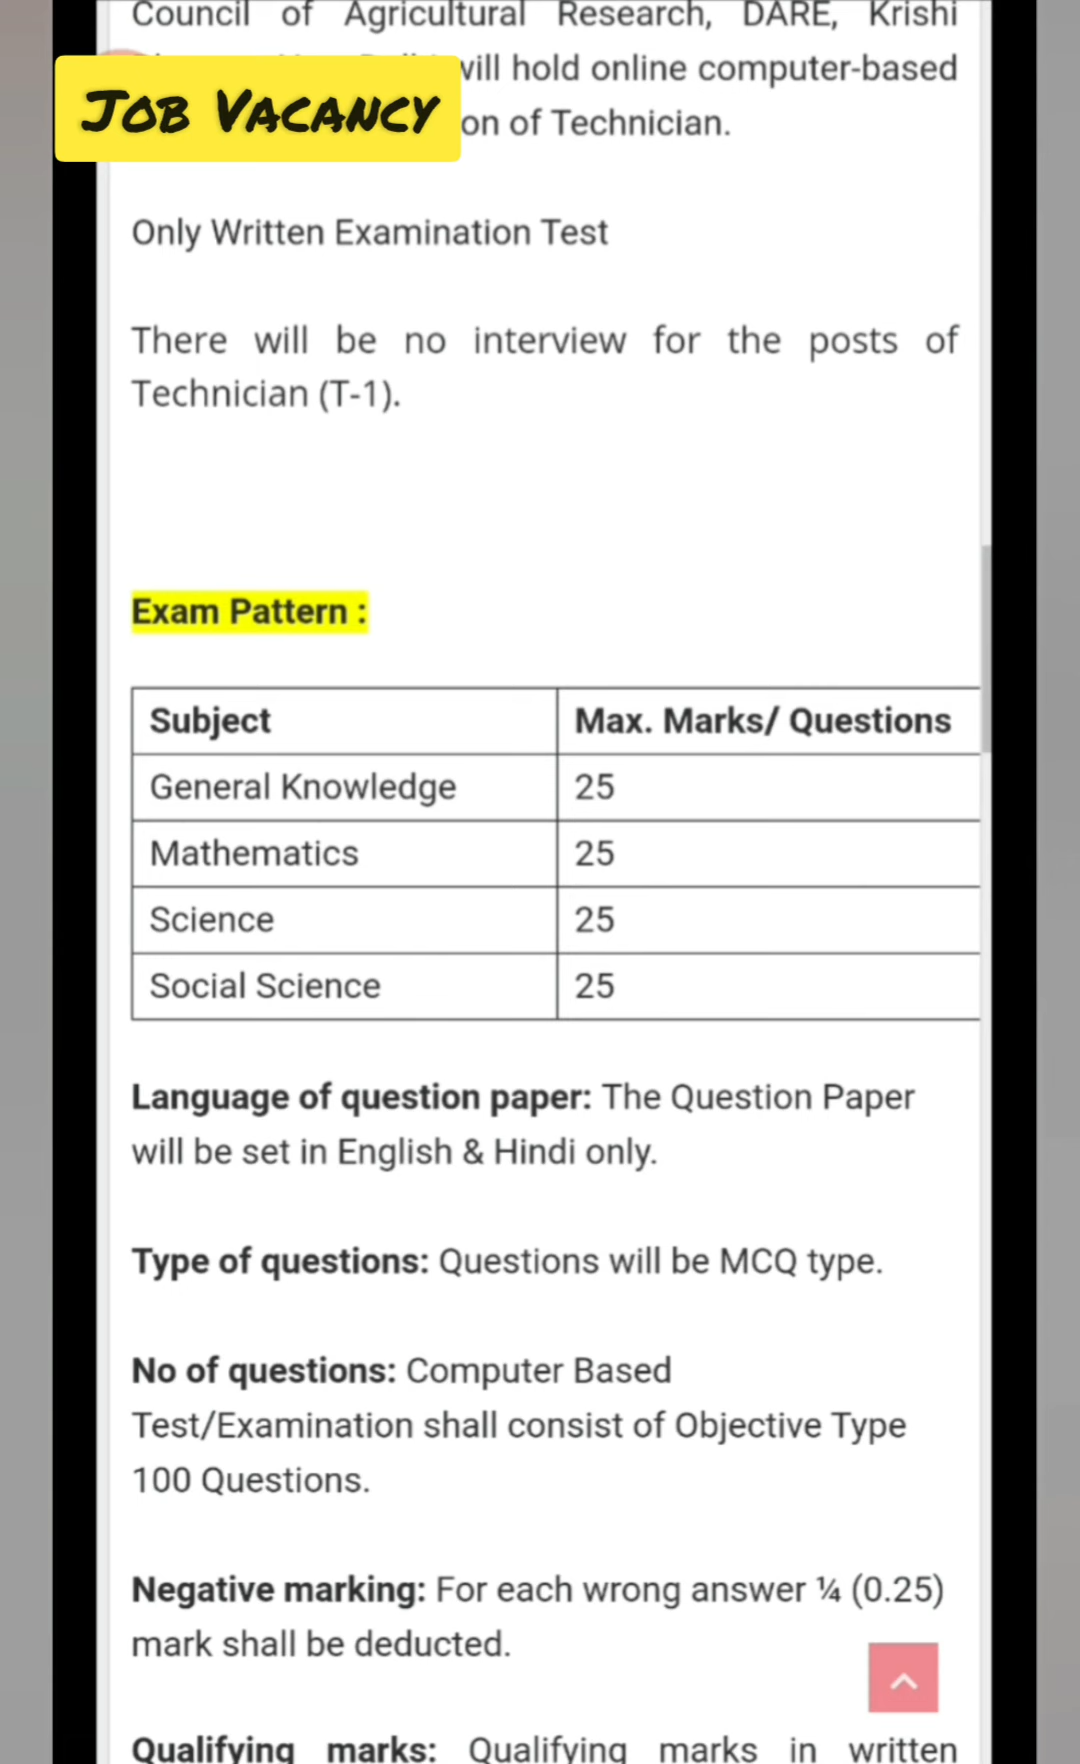 Council of Agricultural Research, DARE, Krishi
will hold online computer-based
JOB VACANCY
on of Technician.
Only Written Examination Test
There will be no interview for the posts of
Technician (T-1).
Exam Pattern :
Subject Max. Marks/ Questions
General Knowledge 25
Mathematics 25
Science 25
Social Science 25
Language of question paper: The Question Paper
will be set in English & Hindi only.
Type of questions: Questions will be MCQ type.
No of questions: Computer Based
Test/Examination shall consist of Objective Type
100 Questions.
Negative marking: For each wrong answer ¼ (0.25)
mark shall be deducted.
Qualifying marks: Qualifying marks in written